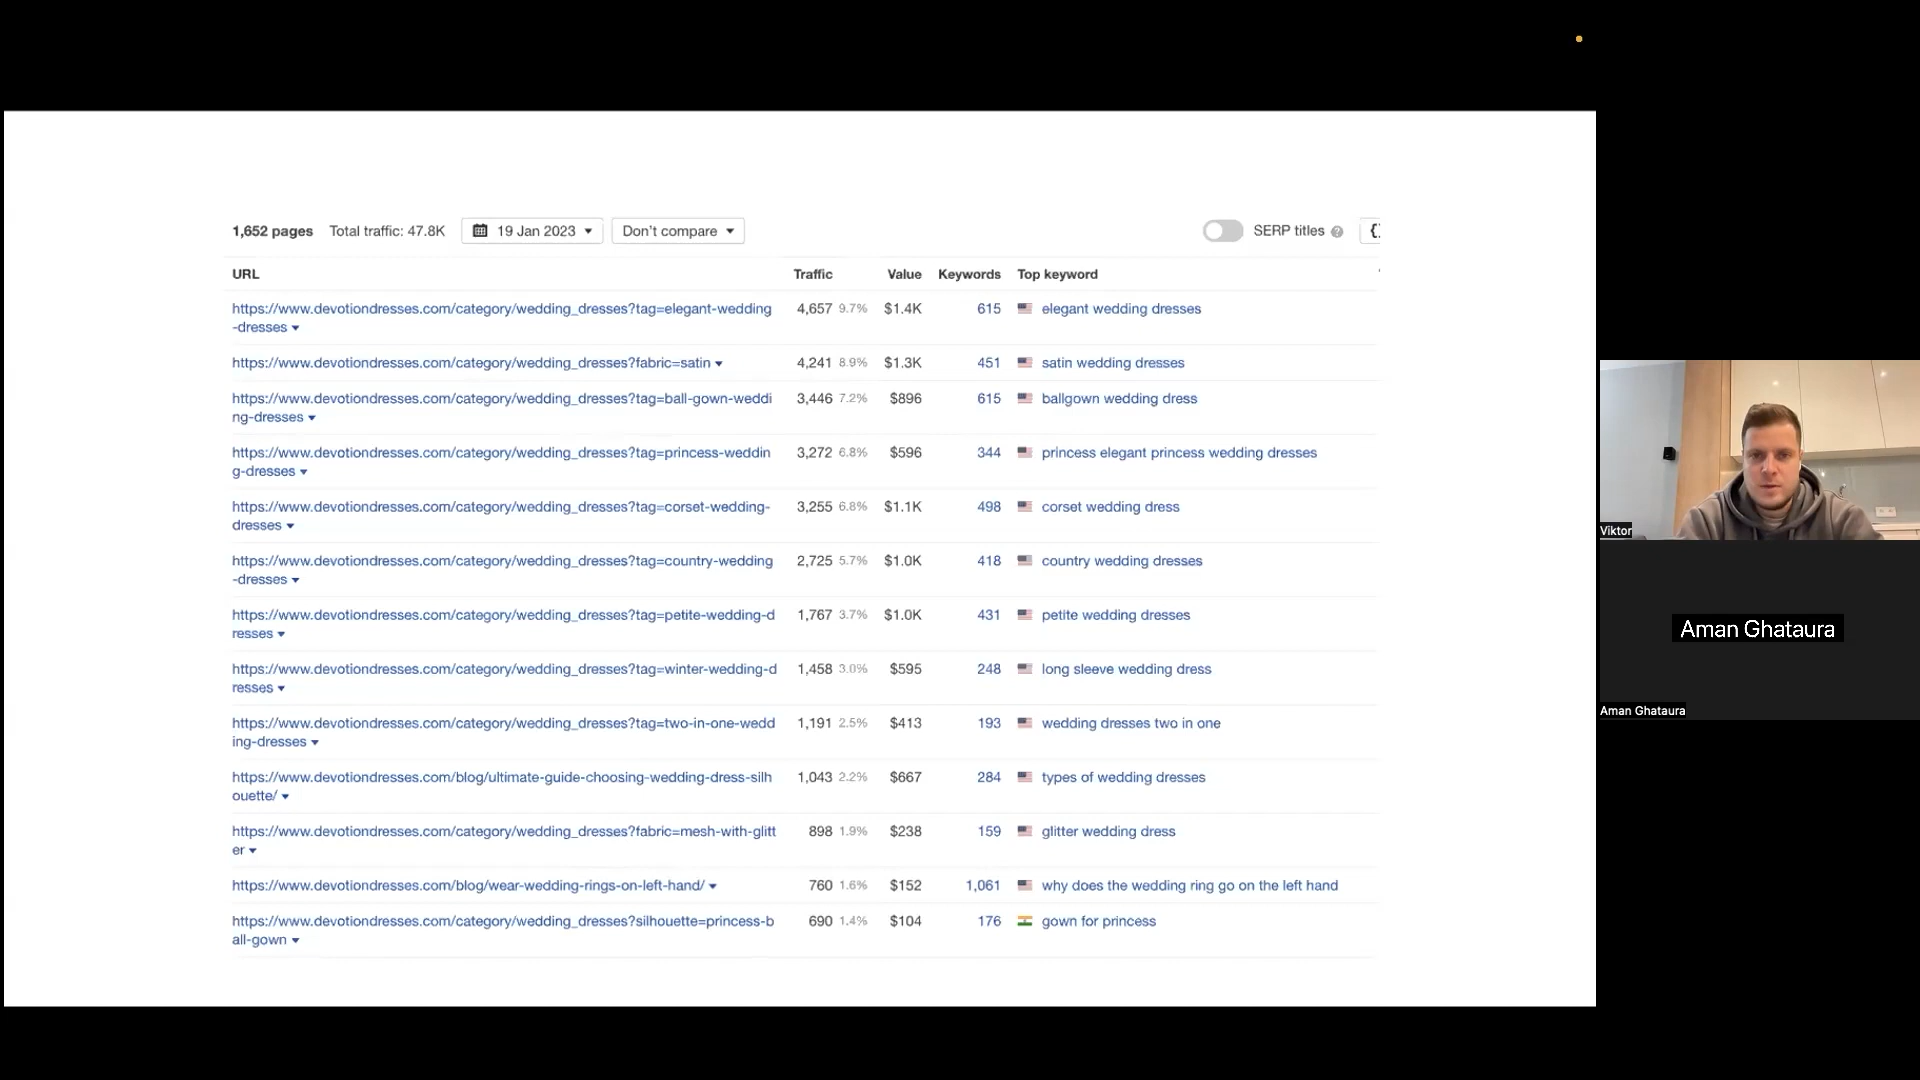 1,652 pages Total traffic: 47.8K 19 Jan 2023 Don't compare SERP titles
URL Traffic Value Keywords Top keyword
https://www.devotiondresses.com/category/wedding_dresses?tag=elegant-wedding 4,657 9.7% $1.4K 615 elegant wedding dresses
-dresses
https://www.devotiondresses.com/category/wedding_dresses?fabric=satin 4,241 8.9% $1.3K 451 satin wedding dresses
https://www.devotiondresses.com/category/wedding_dresses?tag=ball-gown-weddi 3,446 7.2% $896 615 ballgown wedding dress
ng-dresses
https://www.devotiondresses.com/category/wedding_dresses?tag=princess-weddin 3,272 6.8% $596 344 princess elegant princess wedding dresses
g-dresses
https://www.devotiondresses.com/category/wedding_dresses?tag=corset-wedding- 3,255 6.8% $1.1K 498 corset wedding dress
dresses
https://www.devotiondresses.com/category/wedding_dresses?tag=country-wedding 2,725 5.7% $1.0K 418 country wedding dresses
-dresses
https://www.devotiondresses.com/category/wedding_dresses?tag=petite-wedding-d 1,767 3.7% $1.0K 431 petite wedding dresses
resses
https://www.devotiondresses.com/category/wedding_dresses?tag=winter-wedding-d 1,458 3.0% $595 248 long sleeve wedding dress
resses
https://www.devotiondresses.com/category/wedding_dresses?tag=two-in-one-wedd 1,191 2.5% $413 193 wedding dresses two in one
ing-dresses
https://www.devotiondresses.com/blog/ultimate-guide-choosing-wedding-dress-silh 1,043 2.2% $667 284 types of wedding dresses
ouette/
https://www.devotiondresses.com/category/wedding_dresses?fabric=mesh-with-glitt 898 1.9% $238 159 glitter wedding dress
er
https://www.devotiondresses.com/blog/wear-wedding-rings-on-left-hand/ 760 1.6% $152 1,061 why does the wedding ring go on the left hand
https://www.devotiondresses.com/category/wedding_dresses?silhouette=princess-b 690 1.4% $104 176 gown for princess
all-gown
Viktor
Aman Ghataura
Aman Ghataura